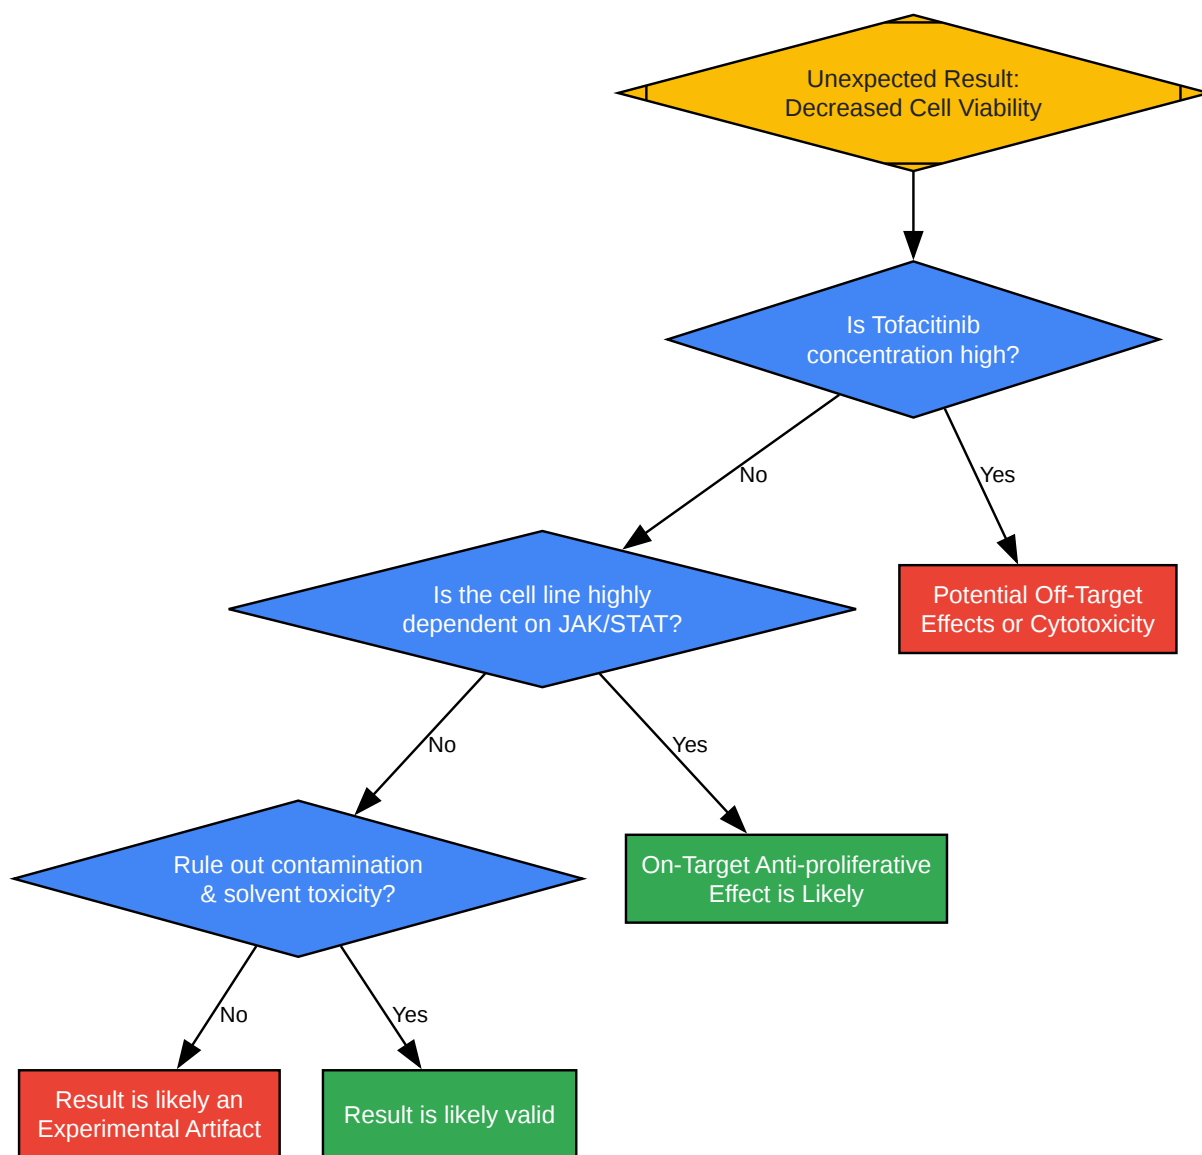 Unexpected Result:
Decreased Cell Viability
Is Tofacitinib
concentration high?
No
Yes
Is the cell line highly
dependent on JAK/STAT?
Potential Off-Target
Effects or Cytotoxicity
No
Yes
Rule out contamination
& solvent toxicity?
On-Target Anti-proliferative
Effect is Likely
No
Yes
Result is likely an
Experimental Artifact
Result is likely valid